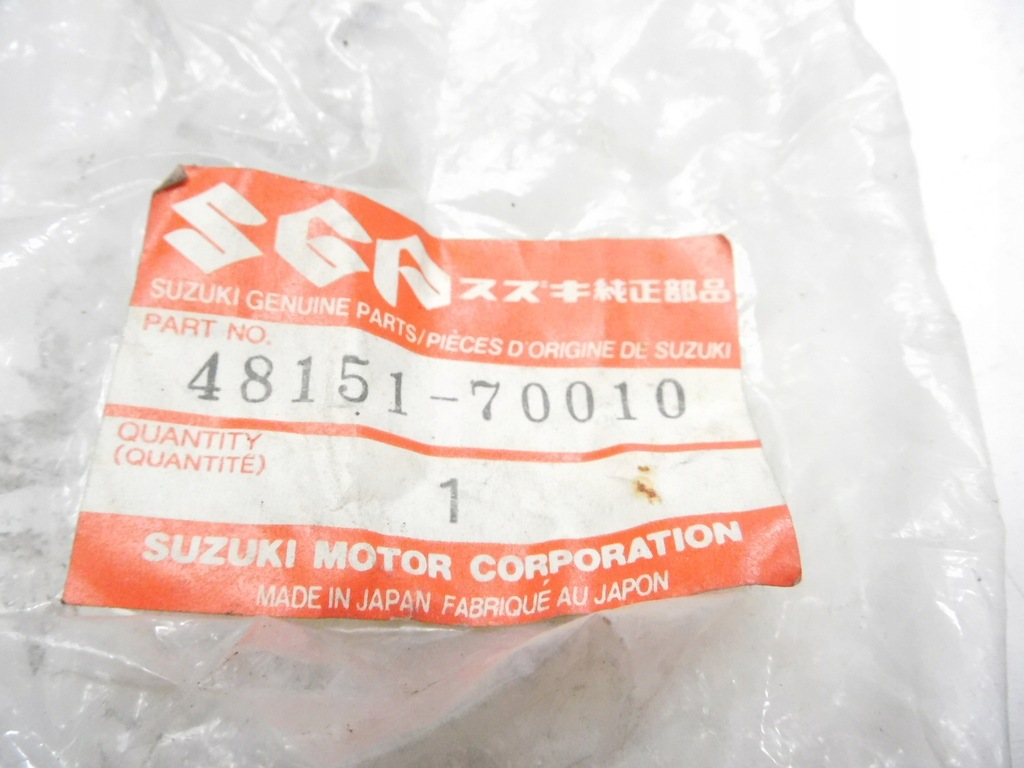 SGP スズキ純正部品
SUZUKI GENUINE PARTS/PIÈCES D'ORIGINE DE SUZUKI
PART NO.
48151-70010
QUANTITY
(QUANTITÉ)
1
SUZUKI MOTOR CORPORATION
MADE IN JAPAN FABRIQUÉ AU JAPON